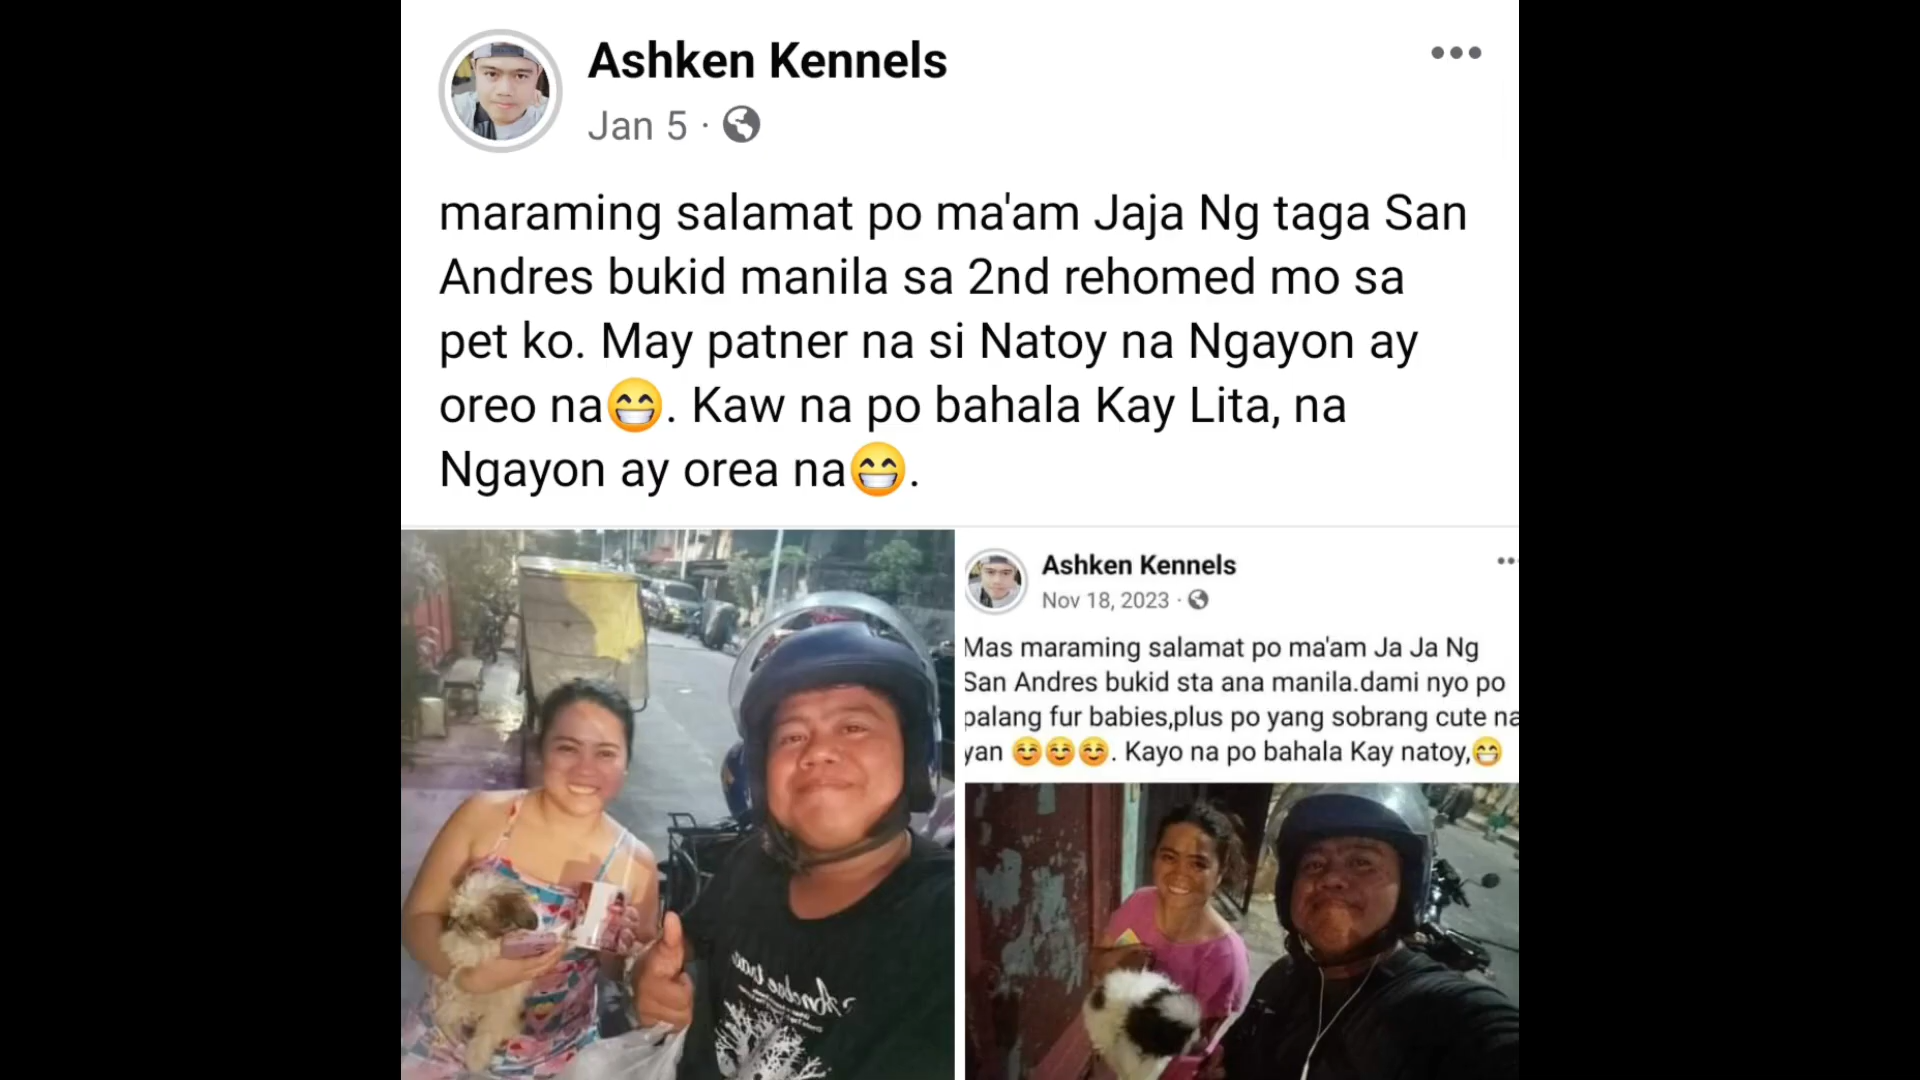 Ashken Kennels
Jan 5 ·
maraming salamat po ma'am Jaja Ng taga San
Andres bukid manila sa 2nd rehomed mo sa
pet ko. May patner na si Natoy na Ngayon ay
oreo na😁. Kaw na po bahala Kay Lita, na
Ngayon ay orea na😁.
Ashken Kennels
Nov 18, 2023 ·
Mas maraming salamat po ma'am Ja Ja Ng
San Andres bukid sta ana manila.dami nyo po
palang fur babies,plus po yang sobrang cute na
yan ☺️☺️☺️. Kayo na po bahala Kay natoy,😁